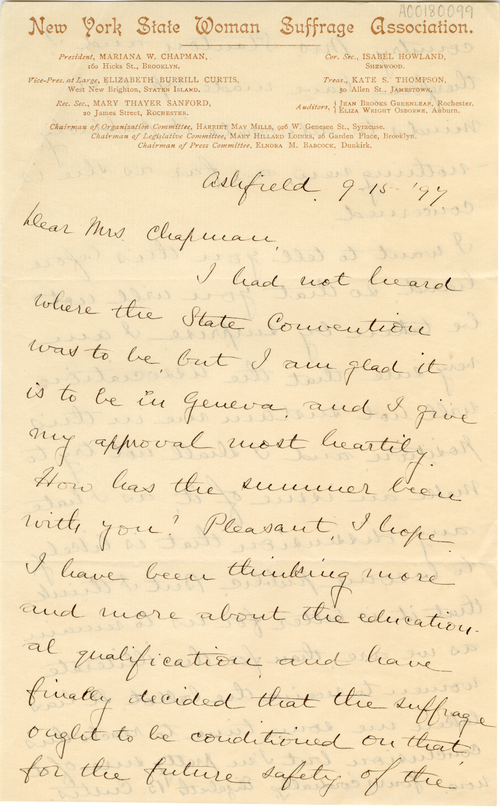 AC0180099
New York State Woman Suffrage Association.
President, MARIANA W. CHAPMAN,
160 Hicks St., BROOKLYN.
Vice-Pres. at Large, ELIZABETH BURRILL CURTIS,
West New Brighton, STATEN ISLAND.
Rec. Sec., MARY THAYER SANFORD,
20 James Street, ROCHESTER.
Cor. Sec., ISABEL HOWLAND,
SHERWOOD.
Treas., KATE S. THOMPSON,
50 Allen St., JAMESTOWN.
Auditors, { JEAN BROOKS GREENLEAF, Rochester.
ELIZA WRIGHT OSBORNE, Auburn.
Chairman of Organization Committee, HARRIET MAY MILLS, 926 W. Genesee St., Syracuse.
Chairman of Legislative Committee, MARY HILLARD LOINES, 26 Garden Place, Brooklyn.
Chairman of Press Committee, ELNORA M. BABCOCK, Dunkirk.
Ashfield. 9-15-'97
Dear Mrs. Chapman,
I had not heard
where the State Convention
was to be, but I am glad it
is to be in Geneva, and I give
my approval most heartily.
How has the summer been
with you? Pleasant, I hope.
I have been thinking more
and more about the education-
al qualification, and have
finally decided that the suffrage
ought to be conditioned on that
for the future safety of the